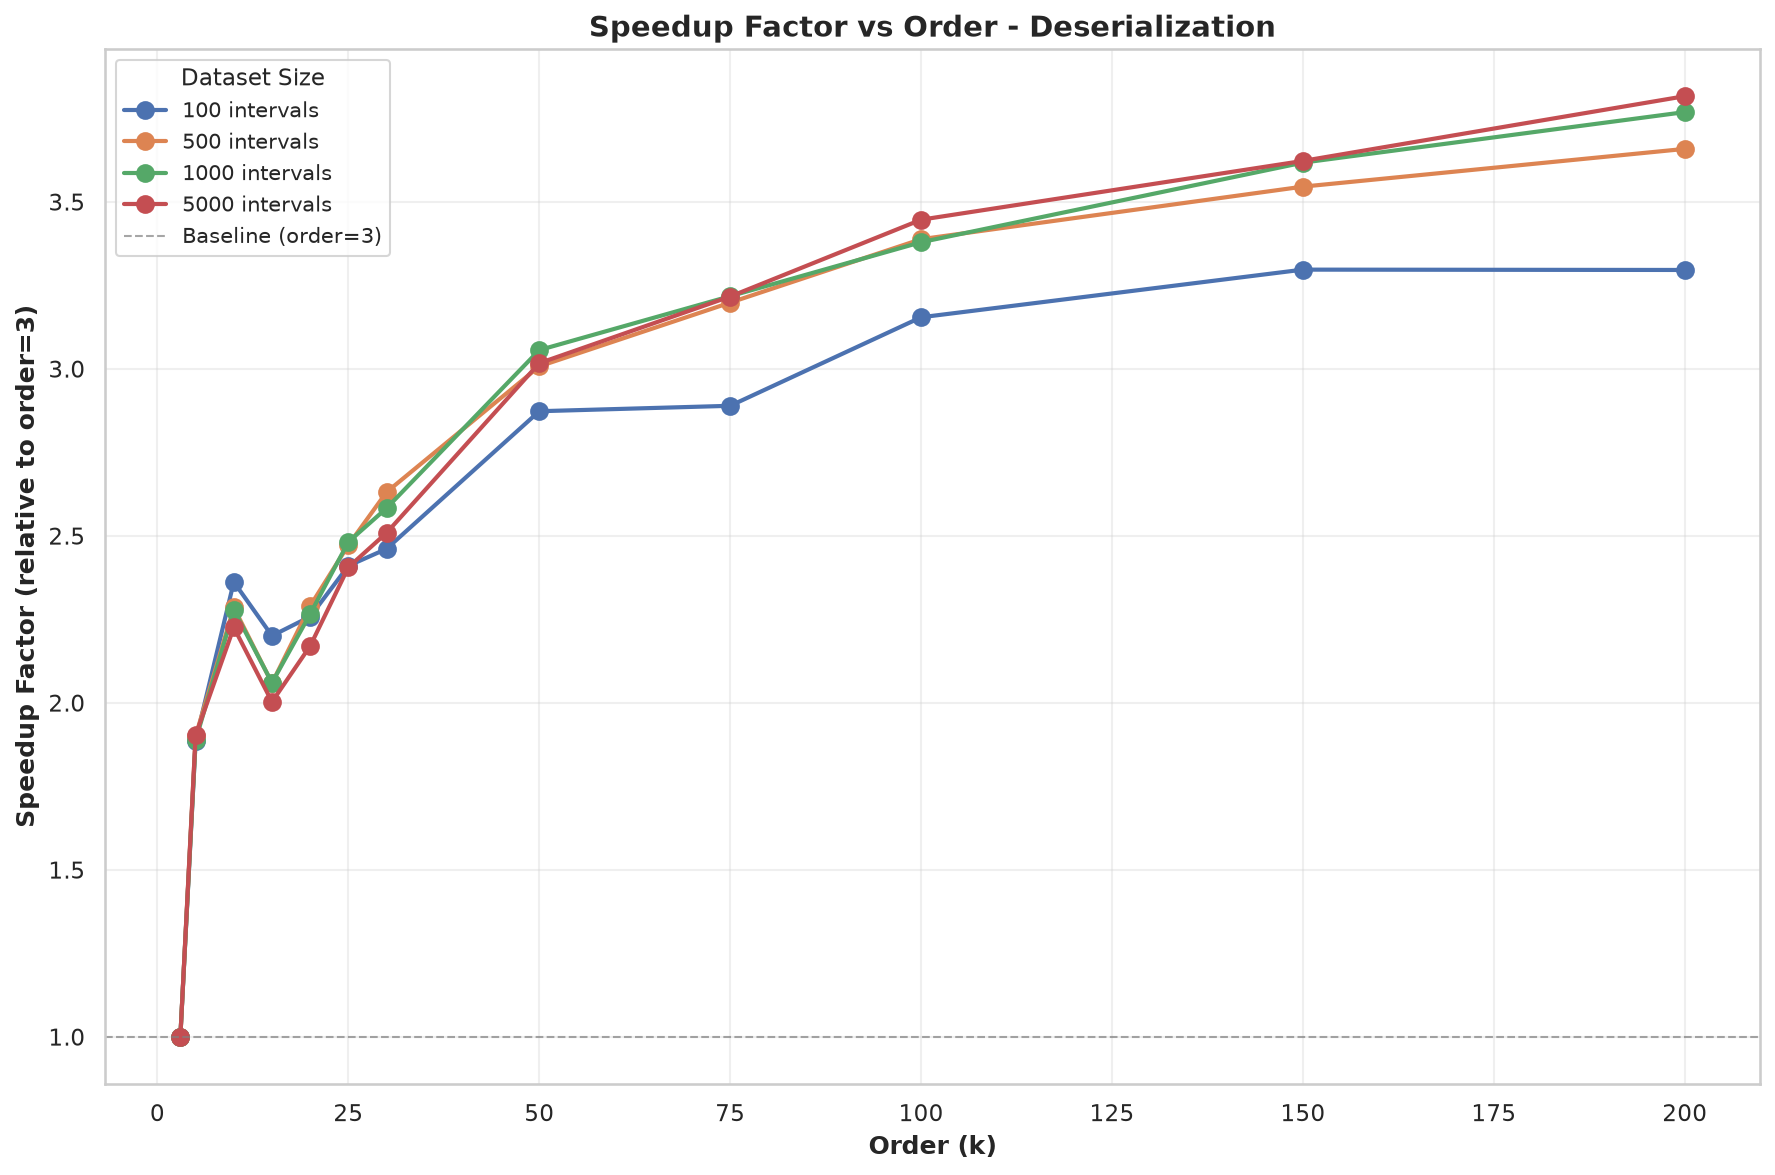 Speedup Factor vs Order - Deserialization
Dataset Size
100 intervals
500 intervals
1000 intervals
5000 intervals
Baseline (order=3)
Speedup Factor (relative to order=3)
3.5
3.0
2.5
2.0
1.5
1.0
0 25 50 75 100 125 150 175 200
Order (k)